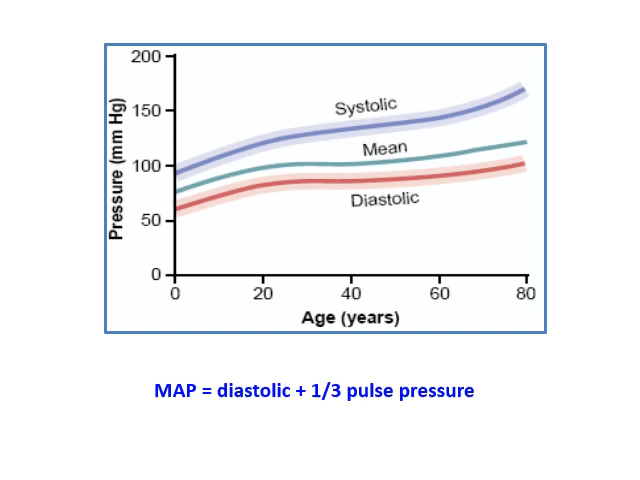 200
150
100
50
0
Pressure (mm Hg)
Systolic
Mean
Diastolic
0 20 40 60 80
Age (years)
MAP = diastolic + 1/3 pulse pressure